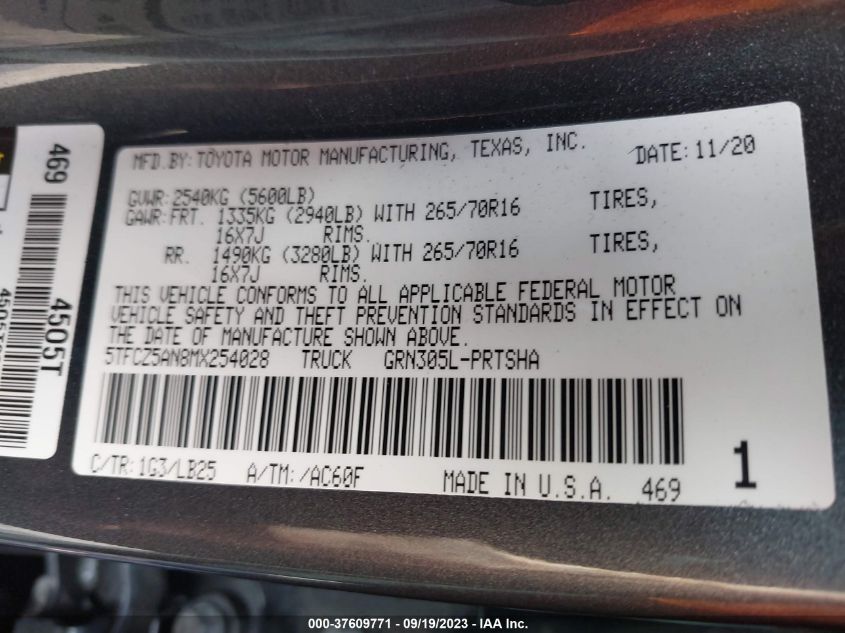 MFD.BY: TOYOTA MOTOR MANUFACTURING, TEXAS, INC. DATE: 11/20
GVWR: 2540KG (5600LB)
GAWR: FRT. 1335KG (2940LB) WITH 265/70R16 TIRES,
16X7J RIMS.
RR. 1490KG (3280LB) WITH 265/70R16 TIRES,
16X7J RIMS.
THIS VEHICLE CONFORMS TO ALL APPLICABLE FEDERAL MOTOR
VEHICLE SAFETY AND THEFT PREVENTION STANDARDS IN EFFECT ON
THE DATE OF MANUFACTURE SHOWN ABOVE.
5TFCZ5AN8MX254028 TRUCK GRN305L-PRTSHA
C/TR: 1G3/LB25 A/TM: /AC60F MADE IN U.S.A. 469
1
469
4505T
000-37609771 - 09/19/2023 - IAA Inc.